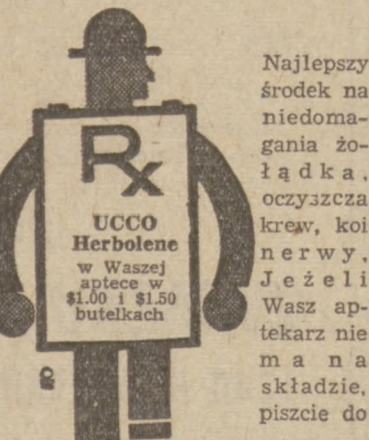 Rx
UCCO
Herbolene
w Waszej
aptece w
$1.00 i $1.50
butelkach
Najlepszy
środek na
niedoma-
gania żo-
łądka,
oczyszcza
krew, koi
nerwy,
Jeżeli
Wasz ap-
tekarz nie
ma na
składzie,
piszcie do